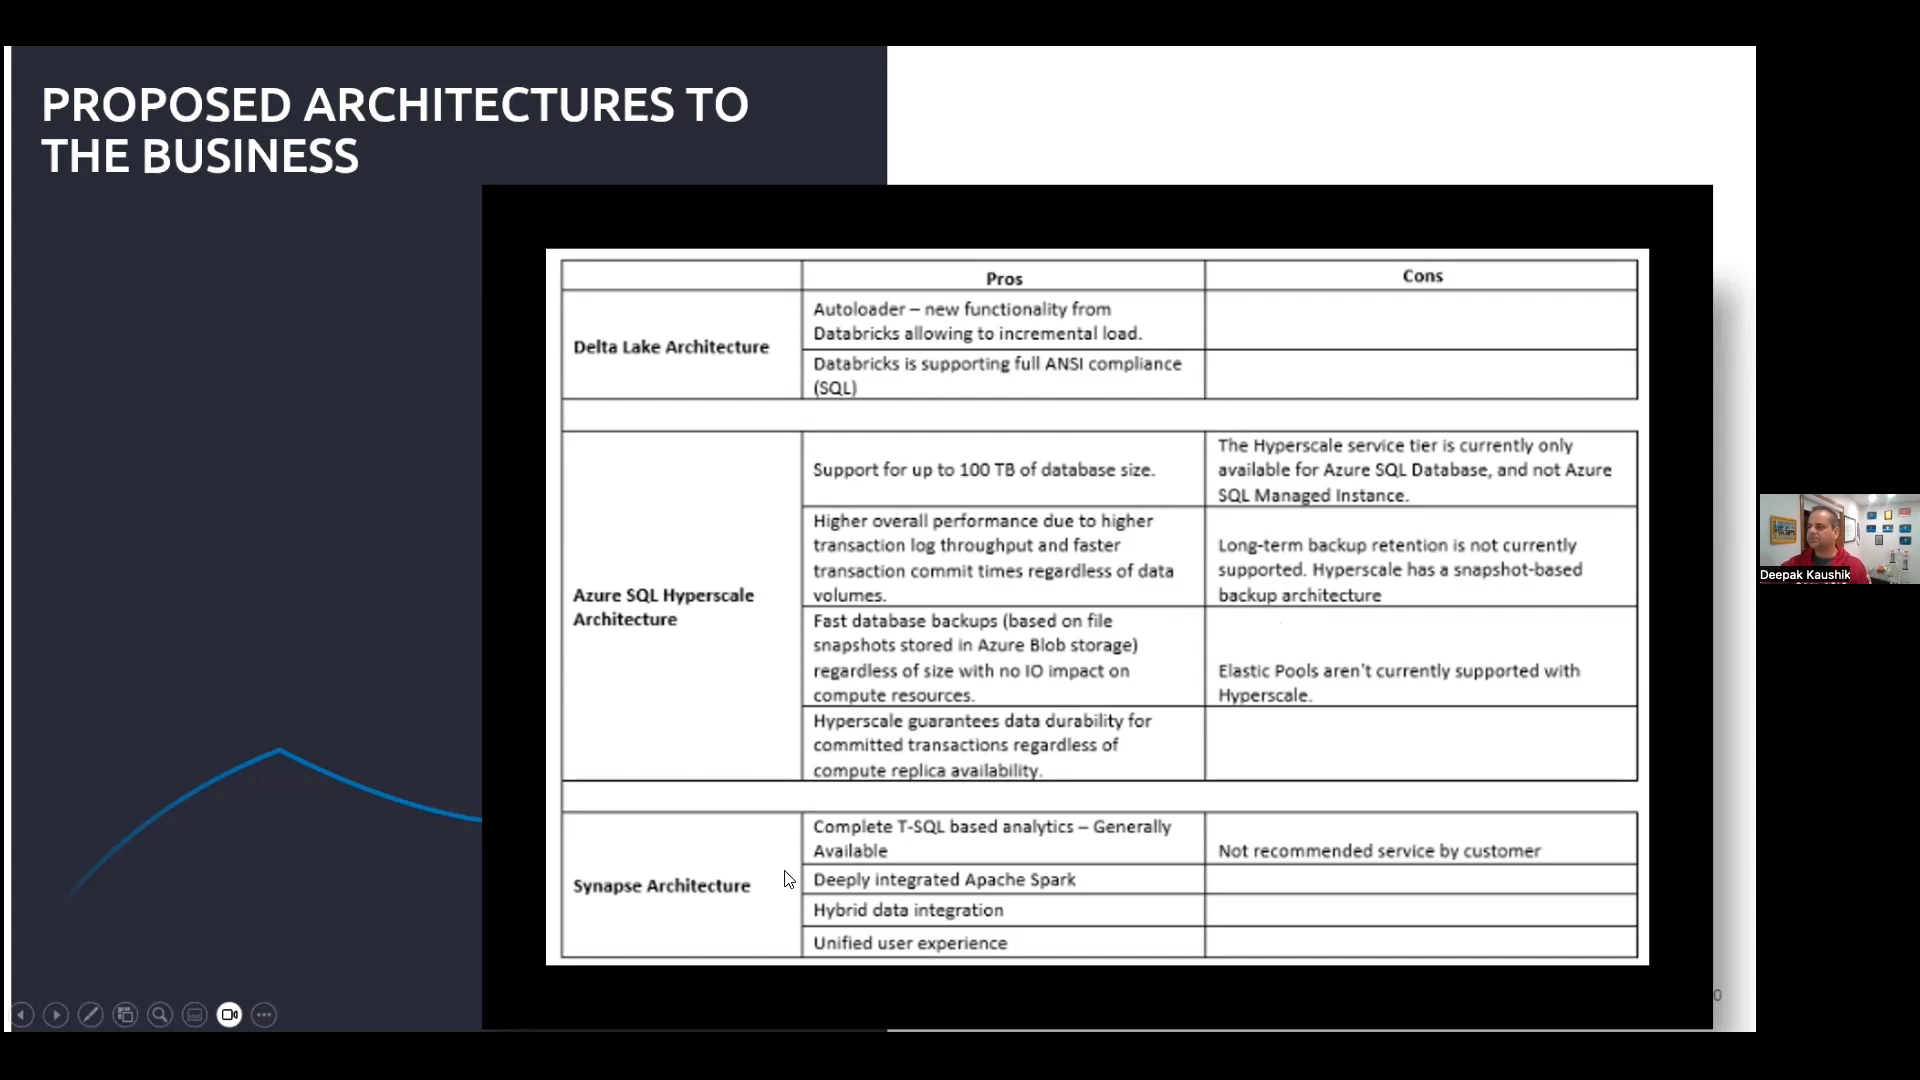 PROPOSED ARCHITECTURES TO
THE BUSINESS
Pros
Cons
Delta Lake Architecture
Autoloader – new functionality from
Databricks allowing to incremental load.
Databricks is supporting full ANSI compliance
(SQL)
Azure SQL Hyperscale
Architecture
Support for up to 100 TB of database size.
The Hyperscale service tier is currently only
available for Azure SQL Database, and not Azure
SQL Managed Instance.
Higher overall performance due to higher
transaction log throughput and faster
transaction commit times regardless of data
volumes.
Long-term backup retention is not currently
supported. Hyperscale has a snapshot-based
backup architecture
Fast database backups (based on file
snapshots stored in Azure Blob storage)
regardless of size with no IO impact on
compute resources.
Elastic Pools aren't currently supported with
Hyperscale.
Hyperscale guarantees data durability for
committed transactions regardless of
compute replica availability.
Synapse Architecture
Complete T-SQL based analytics – Generally
Available
Not recommended service by customer
Deeply integrated Apache Spark
Hybrid data integration
Unified user experience
0
Deepak Kaushik